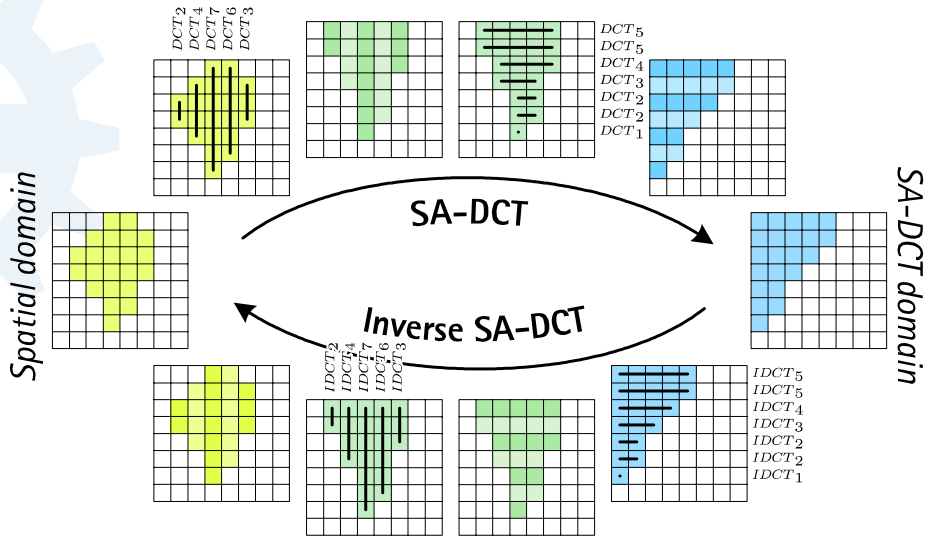 DCT2
DCT4
DCT7
DCT6
DCT3
DCT5
DCT5
DCT4
DCT3
DCT2
DCT2
DCT1
Spatial domain
SA-DCT
SA-DCT domain
Inverse SA-DCT
IDCT2
IDCT4
IDCT7
IDCT6
IDCT3
IDCT5
IDCT5
IDCT4
IDCT3
IDCT2
IDCT2
IDCT1